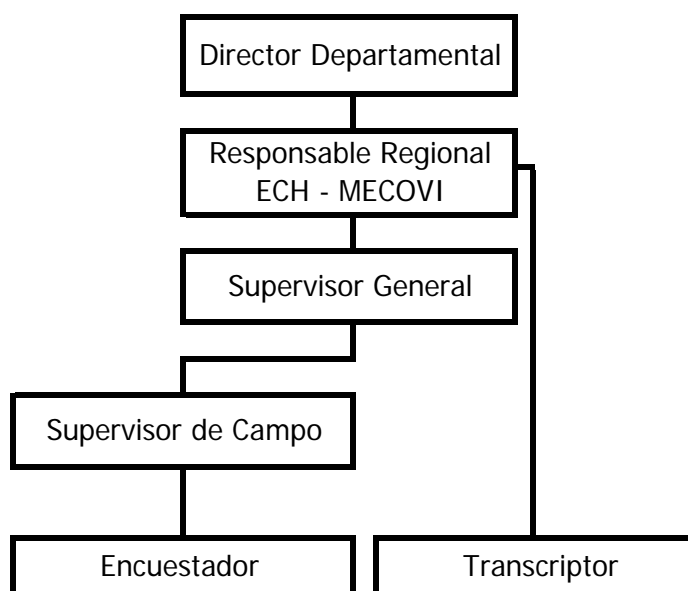 Director Departamental
Responsable Regional
ECH - MECOVI
Supervisor General
Supervisor de Campo
Encuestador
Transcriptor